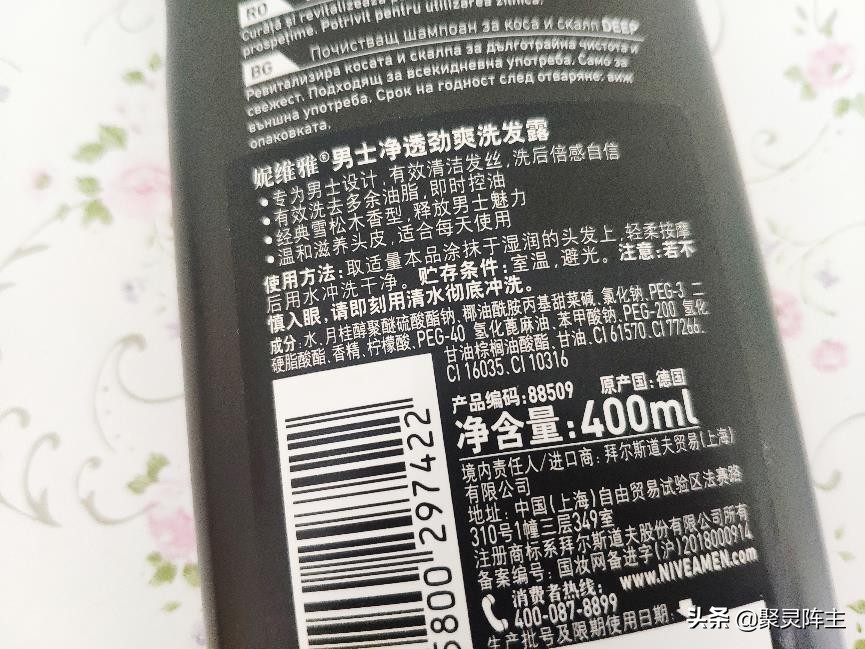 RO
Curăță și revitalizează
prospețime. Potrivit pentru utilizarea zilnică.
BG
Почистващ шампоан за коса и скалп DEEP
Ревитализира косата и скалпа за дълготрайна чистота и
свежест. Подходящ за всекидневна употреба. Само за
външна употреба. Срок на годност след отваряне: виж
опаковката.
妮维雅®男士净透劲爽洗发露
•专为男士设计,有效清洁发丝,洗后倍感自信
•有效洗去多余油脂,即时控油
•经典雪松木香型,释放男士魅力
•温和滋养头皮,适合每天使用
使用方法:取适量本品涂抹于湿润的头发上,轻柔按摩
后用水冲洗干净。贮存条件:室温,避光。注意:若不
慎入眼,请即刻用清水彻底冲洗。
成分:水、月桂醇聚醚硫酸酯钠、椰油酰胺丙基甜菜碱、氯化钠、PEG-3 二
硬脂酸酯、香精、柠檬酸、PEG-40 氢化蓖麻油、苯甲酸钠、PEG-200 氢化
甘油棕榈油酸酯、甘油、CI 61570、CI 77266、
CI 16035、CI 10316
产品编码:88509 原产国:德国
净含量:400ml
境内责任人/进口商:拜尔斯道夫贸易(上海)
有限公司
地址:中国(上海)自由贸易试验区法赛路
310号1幢三层349室
注册商标系拜尔斯道夫股份有限公司所有
备案编号:国妆网备进字(沪)2018000914
WWW.NIVEAMEN.com
消费者热线:
400-087-8899
生产批号及限期使用日期:
5800 297422
头条 @聚灵阵主